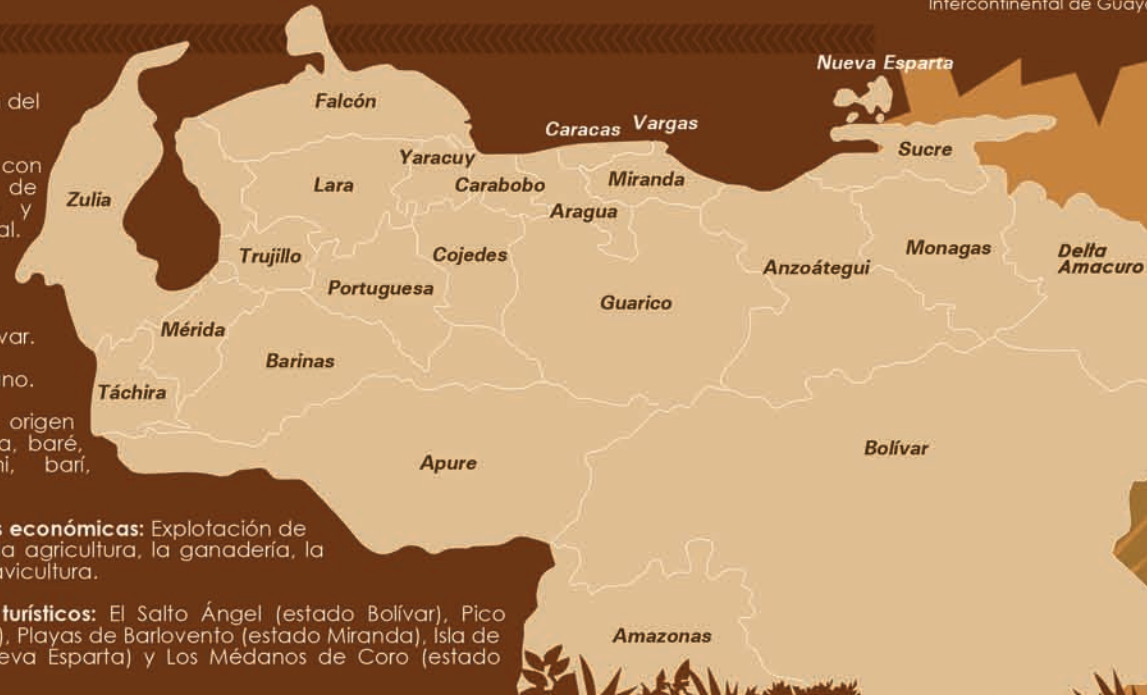 Intercontinental de
Nueva Esparta
del
Falcón
Caracas Vargas
con
Yaracuy
Sucre
de
Lara
Carabobo
Miranda
Zulia
y
Aragua
al.
Trujillo
Cojedes
Monagas
Delta
Amacuro
Anzoátegui
Portuguesa
Guarico
Mérida
var.
Barinas
no.
Táchira
origen
a, baré,
ni, barí,
Apure
Bolívar
económicas: Explotación de
a agricultura, la ganadería, la
avicultura.
turísticos: El Salto Ángel (estado Bolívar), Pico
), Playas de Barlovento (estado Miranda), Isla de
eva Esparta) y Los Médanos de Coro (estado
Amazonas